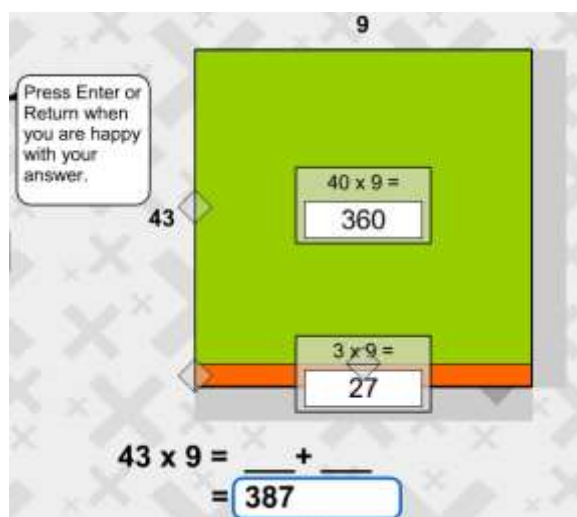 9
Press Enter or
Return when
you are happy
with your
answer.
40 x 9 =
360
43
3 x 9 =
27
43 x 9 = ___ + ___
= 387